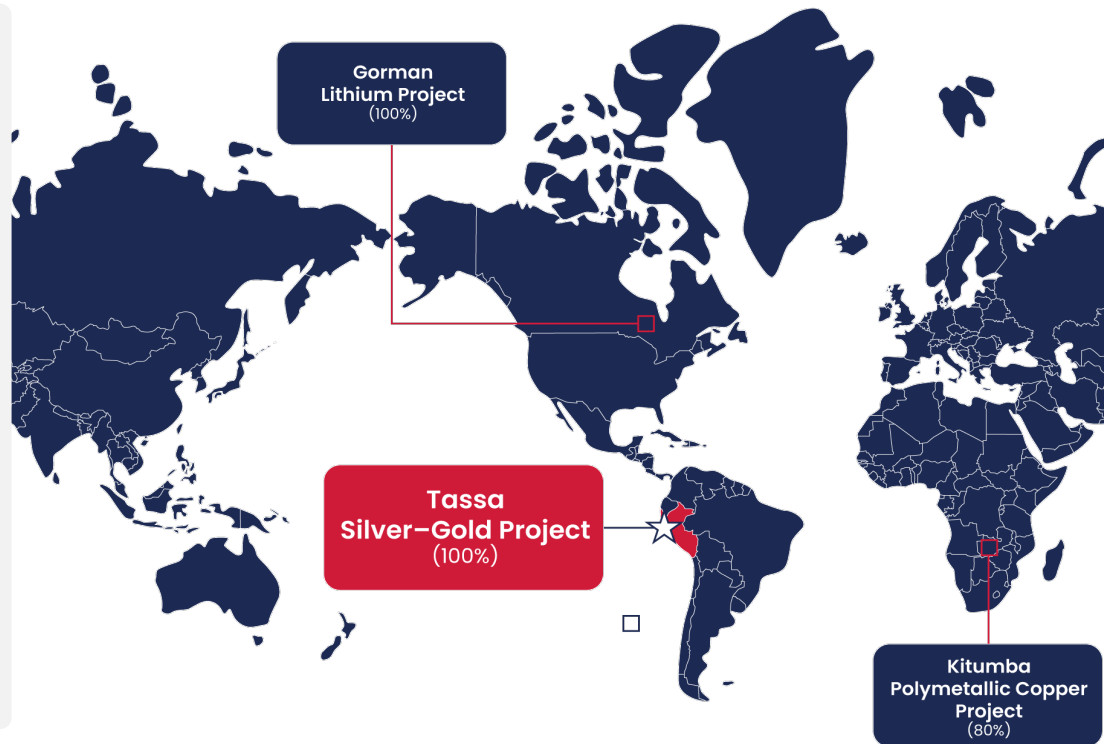 Gorman
Lithium Project
(100%)
Tassa
Silver–Gold Project
(100%)
Kitumba
Polymetallic Copper
Project
(80%)